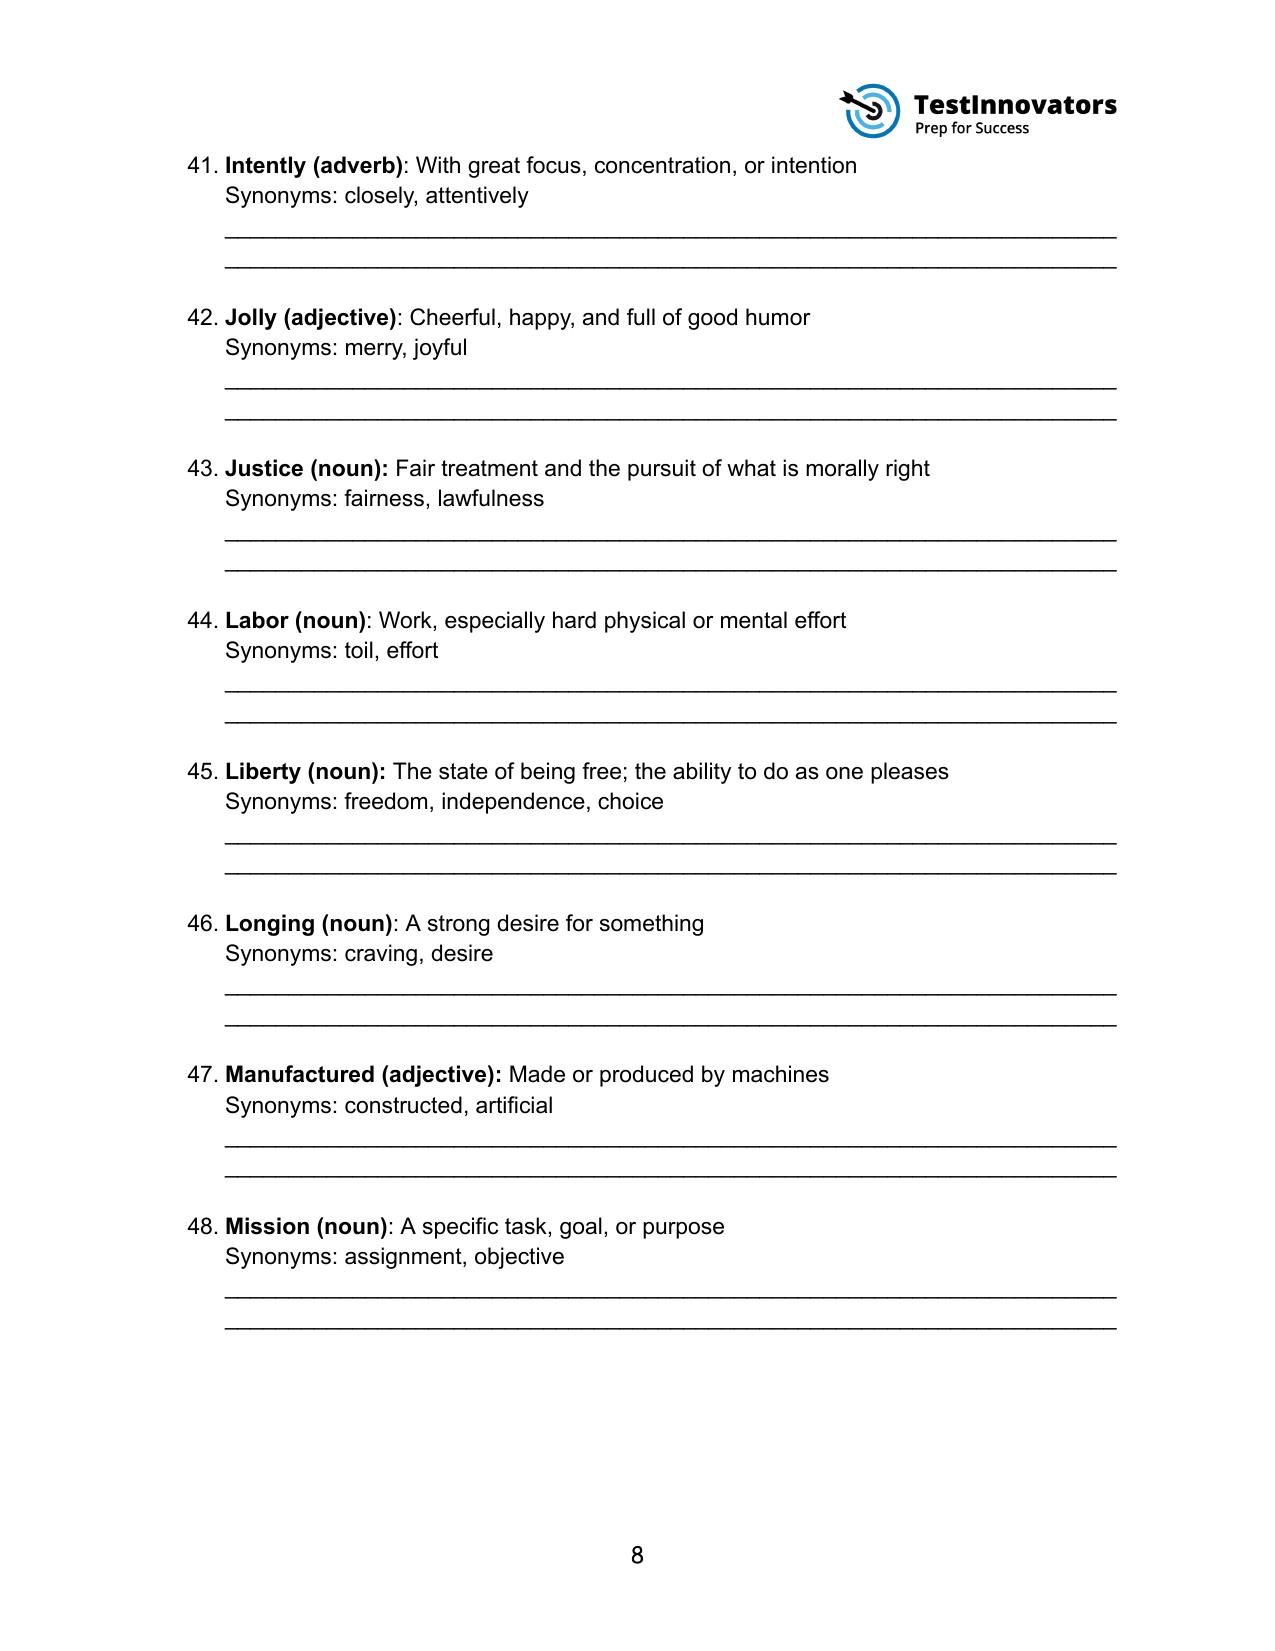 TestInnovators
Prep for Success
41. Intently (adverb): With great focus, concentration, or intention
Synonyms: closely, attentively
42. Jolly (adjective): Cheerful, happy, and full of good humor
Synonyms: merry, joyful
43. Justice (noun): Fair treatment and the pursuit of what is morally right
Synonyms: fairness, lawfulness
44. Labor (noun): Work, especially hard physical or mental effort
Synonyms: toil, effort
45. Liberty (noun): The state of being free; the ability to do as one pleases
Synonyms: freedom, independence, choice
46. Longing (noun): A strong desire for something
Synonyms: craving, desire
47. Manufactured (adjective): Made or produced by machines
Synonyms: constructed, artificial
48. Mission (noun): A specific task, goal, or purpose
Synonyms: assignment, objective
8